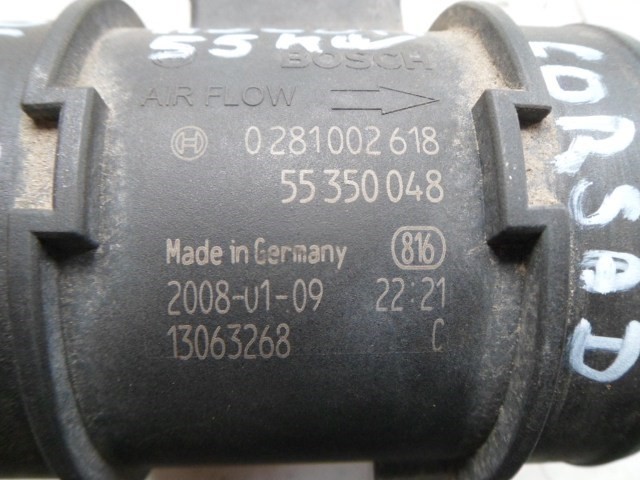 BOSCH
AIR FLOW
0 281 002 618
55 350 048
Made in Germany 816
2008-01-09 22:21
13063268 C
CORSA D